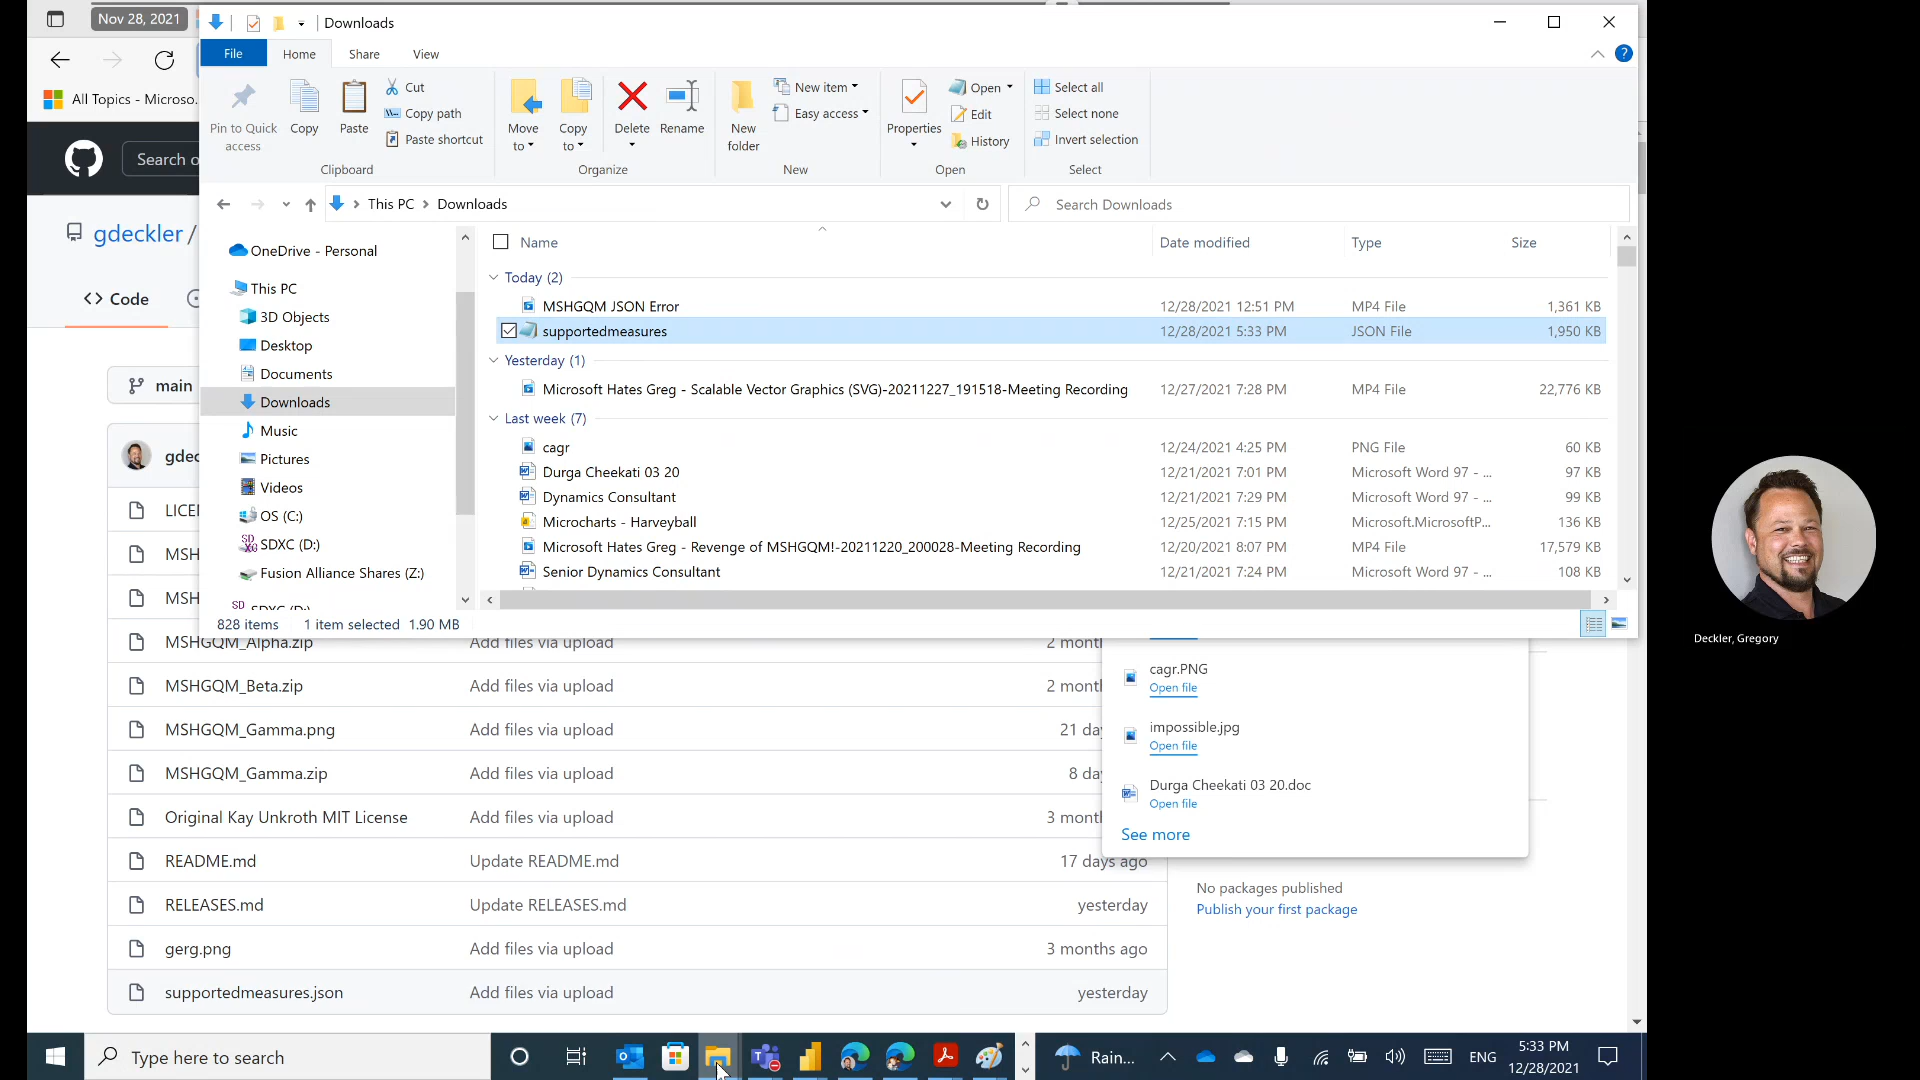 Nov 28, 2021
Downloads
File
Home
Share
View
All Topics - Microso...
Pin to Quick access
Copy
Paste
Cut
Copy path
Paste shortcut
Clipboard
Move to
Copy to
Delete
Rename
Organize
New folder
New item
Easy access
New
Properties
Open
Edit
History
Open
Select all
Select none
Invert selection
Select
Search o
This PC > Downloads
Search Downloads
gdeckler /
Code
main
OneDrive - Personal
This PC
3D Objects
Desktop
Documents
Downloads
Music
Pictures
Videos
OS (C:)
SDXC (D:)
Fusion Alliance Shares (Z:)
SDXC (D:)
Name Date modified Type Size
Today (2)
MSHGQM JSON Error 12/28/2021 12:51 PM MP4 File 1,361 KB
supportedmeasures 12/28/2021 5:33 PM JSON File 1,950 KB
Yesterday (1)
Microsoft Hates Greg - Scalable Vector Graphics (SVG)-20211227_191518-Meeting Recording 12/27/2021 7:28 PM MP4 File 22,776 KB
Last week (7)
cagr 12/24/2021 4:25 PM PNG File 60 KB
Durga Cheekati 03 20 12/21/2021 7:01 PM Microsoft Word 97 - ... 97 KB
Dynamics Consultant 12/21/2021 7:29 PM Microsoft Word 97 - ... 99 KB
Microcharts - Harveyball 12/25/2021 7:15 PM Microsoft.MicrosoftP... 136 KB
Microsoft Hates Greg - Revenge of MSHGQM!-20211220_200028-Meeting Recording 12/20/2021 8:07 PM MP4 File 17,579 KB
Senior Dynamics Consultant 12/21/2021 7:24 PM Microsoft Word 97 - ... 108 KB
828 items 1 item selected 1.90 MB
gdec
LICE
MSH
MSH
MSHGQM_Alpha.zip Add files via upload 2 mont
MSHGQM_Beta.zip Add files via upload 2 mont
MSHGQM_Gamma.png Add files via upload 21 da
MSHGQM_Gamma.zip Add files via upload 8 da
Original Kay Unkroth MIT License Add files via upload 3 mont
README.md Update README.md 17 days ago
RELEASES.md Update RELEASES.md yesterday
gerg.png Add files via upload 3 months ago
supportedmeasures.json Add files via upload yesterday
cagr.PNG
Open file
impossible.jpg
Open file
Durga Cheekati 03 20.doc
Open file
See more
No packages published
Publish your first package
Deckler, Gregory
Type here to search
Rain...
ENG
5:33 PM
12/28/2021